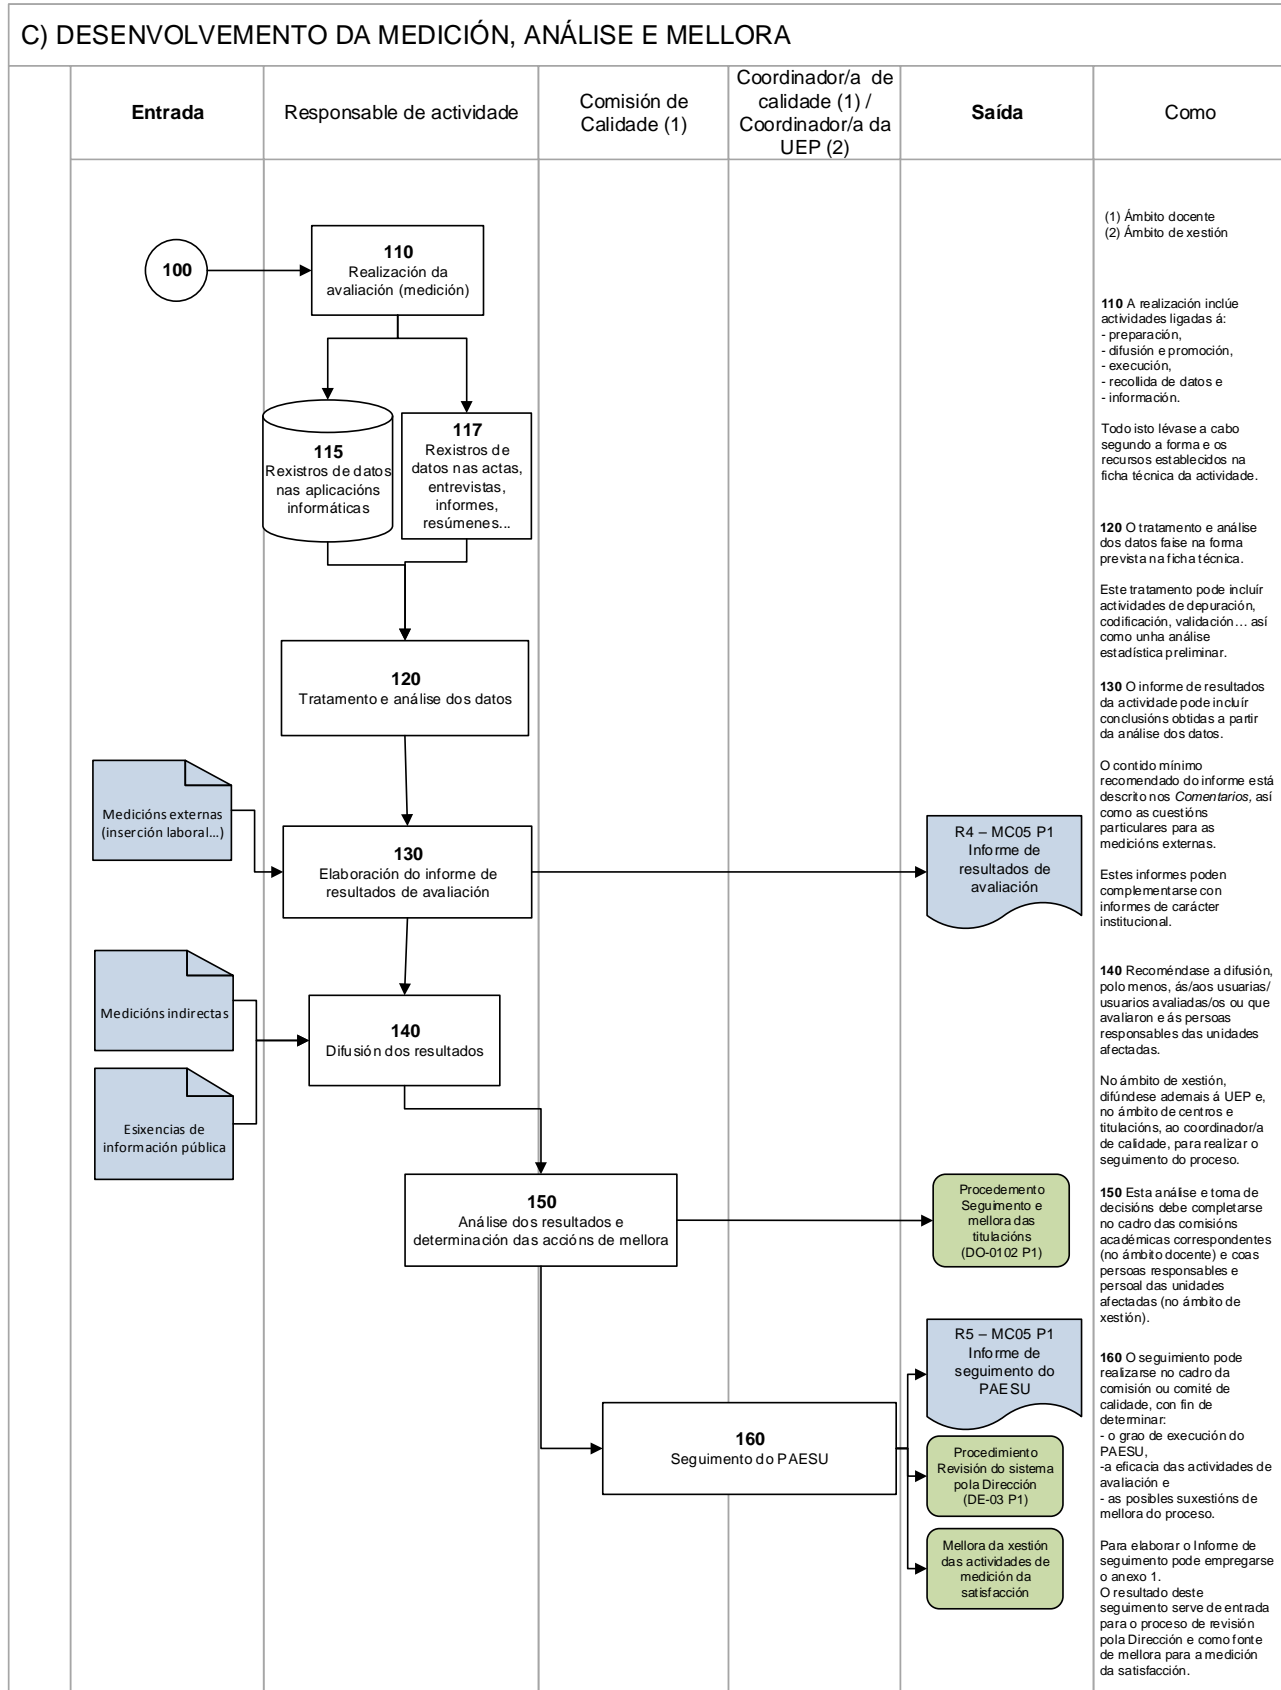 C) DESENVOLVEMENTO DA MEDICIÓN, ANÁLISE E MELLORA
Entrada
Responsable de actividade
Comisión de
Calidade (1)
Coordinador/a de
calidade (1) /
Coordinador/a da
UEP (2)
Saída
Como
100
110
Realización da
avaliación (medición)
115
Rexistros de datos
nas aplicacións
informáticas
117
Rexistros de
datos nas actas,
entrevistas,
informes,
resúmenes...
120
Tratamento e análise dos datos
Medicións externas
(inserción laboral...)
130
Elaboración do informe de
resultados de avaliación
R4 – MC05 P1
Informe de
resultados de
avaliación
Medicións indirectas
140
Difusión dos resultados
Esixencias de
información pública
150
Análise dos resultados e
determinación das accións de mellora
Procedemento
Seguimento e
mellora das
titulacións
(DO-0102 P1)
160
Seguimento do PAESU
R5 – MC05 P1
Informe de
seguimento do
PAESU
Procedimiento
Revisión do sistema
pola Dirección
(DE-03 P1)
Mellora da xestión
das actividades de
medición da
satisfacción
(1) Ámbito docente
(2) Ámbito de xestión
110 A realización inclúe
actividades ligadas á:
- preparación,
- difusión e promoción,
- execución,
- recollida de datos e
- información.
Todo isto lévase a cabo
segundo a forma e os
recursos establecidos na
ficha técnica da actividade.
120 O tratamento e análise
dos datos faise na forma
prevista na ficha técnica.
Este tratamento pode incluír
actividades de depuración,
codificación, validación... así
como unha análise
estadística preliminar.
130 O informe de resultados
da actividade pode incluír
conclusións obtidas a partir
da análise dos datos.
O contido mínimo
recomendado do informe está
descrito nos Comentarios, así
como as cuestións
particulares para as
medicións externas.
Estes informes poden
complementarse con
informes de carácter
institucional.
140 Recoméndase a difusión,
polo menos, ás/aos usuarias/
usuarios avaliadas/os ou que
avaliaron e ás persoas
responsables das unidades
afectadas.
No ámbito de xestión,
difúndese ademais á UEP e,
no ámbito de centros e
titulacións, ao coordinador/a
de calidade, para realizar o
seguimento do proceso.
150 Esta análise e toma de
decisións debe completarse
no cadro das comisións
académicas correspondentes
(no ámbito docente) e coas
persoas responsables e
persoal das unidades
afectadas (no ámbito de
xestión).
160 O seguimiento pode
realizarse no cadro da
comisión ou comité de
calidade, con fin de
determinar:
- o grao de execución do
PAESU,
-a eficacia das actividades de
avaliación e
- as posibles suxestións de
mellora do proceso.
Para elaborar o Informe de
seguimento pode empregarse
o anexo 1.
O resultado deste
seguimento serve de entrada
para o proceso de revisión
pola Dirección e como fonte
de mellora para a medición
da satisfacción.